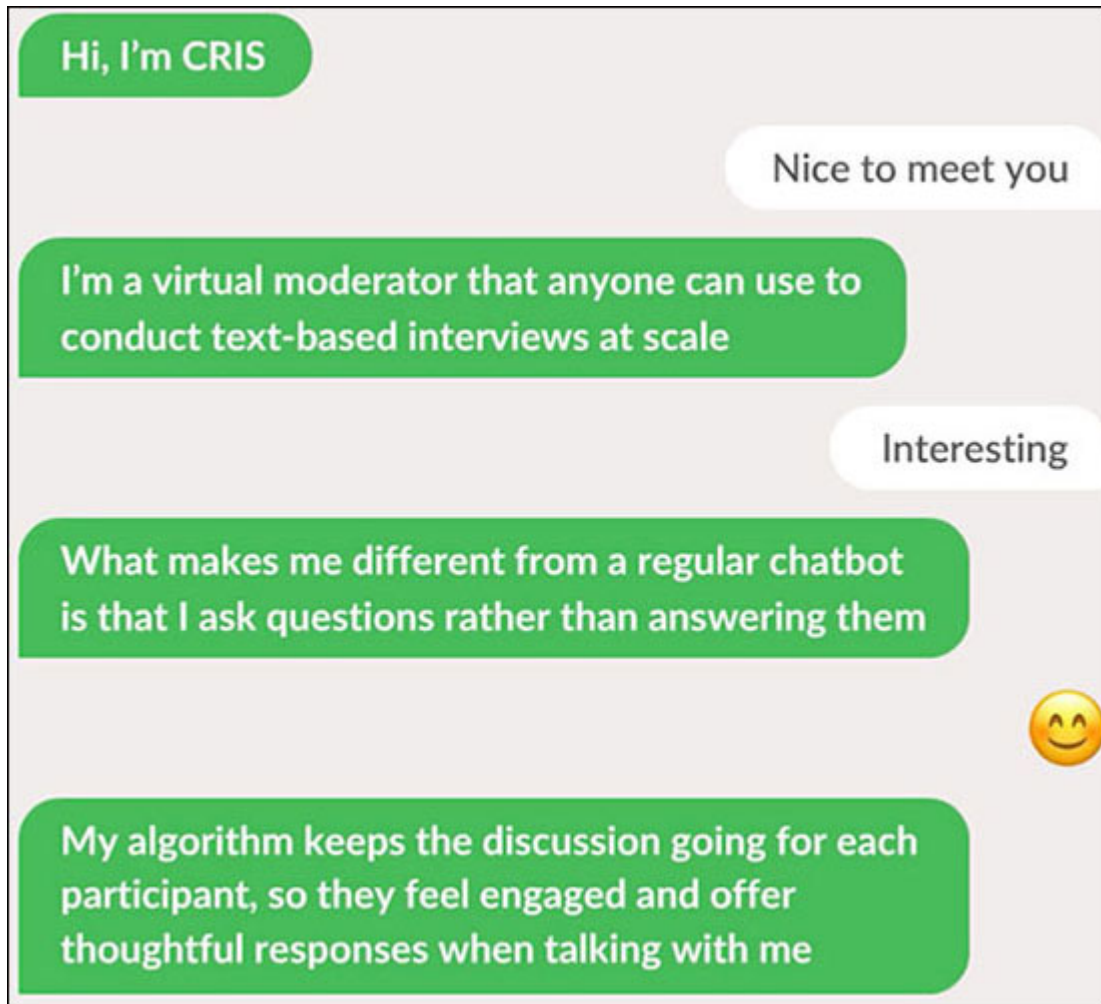 Hi, I’m CRIS
Nice to meet you
I’m a virtual moderator that anyone can use to
conduct text-based interviews at scale
Interesting
What makes me different from a regular chatbot
is that I ask questions rather than answering them
My algorithm keeps the discussion going for each
participant, so they feel engaged and offer
thoughtful responses when talking with me